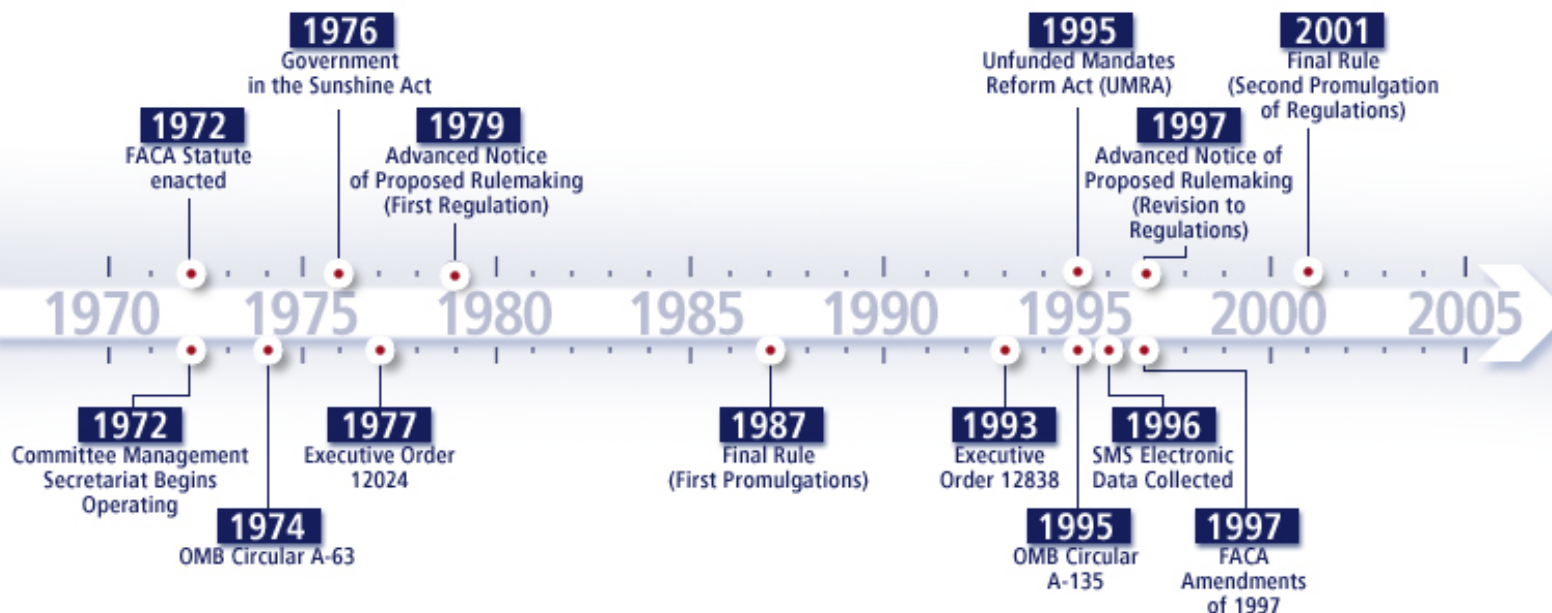 1976
Government
in the Sunshine Act
1995
Unfunded Mandates
Reform Act (UMRA)
2001
Final Rule
(Second Promulgation
of Regulations)
1972
FACA Statute
enacted
1979
Advanced Notice
of Proposed Rulemaking
(First Regulation)
1997
Advanced Notice of
Proposed Rulemaking
(Revision to
Regulations)
1970 1975 1980 1985 1990 1995 2000 2005
1972
Committee Management
Secretariat Begins
Operating
1977
Executive Order
12024
1987
Final Rule
(First Promulgations)
1993
Executive
Order 12838
1996
SMS Electronic
Data Collected
1974
OMB Circular A-63
1995
OMB Circular
A-135
1997
FACA
Amendments
of 1997